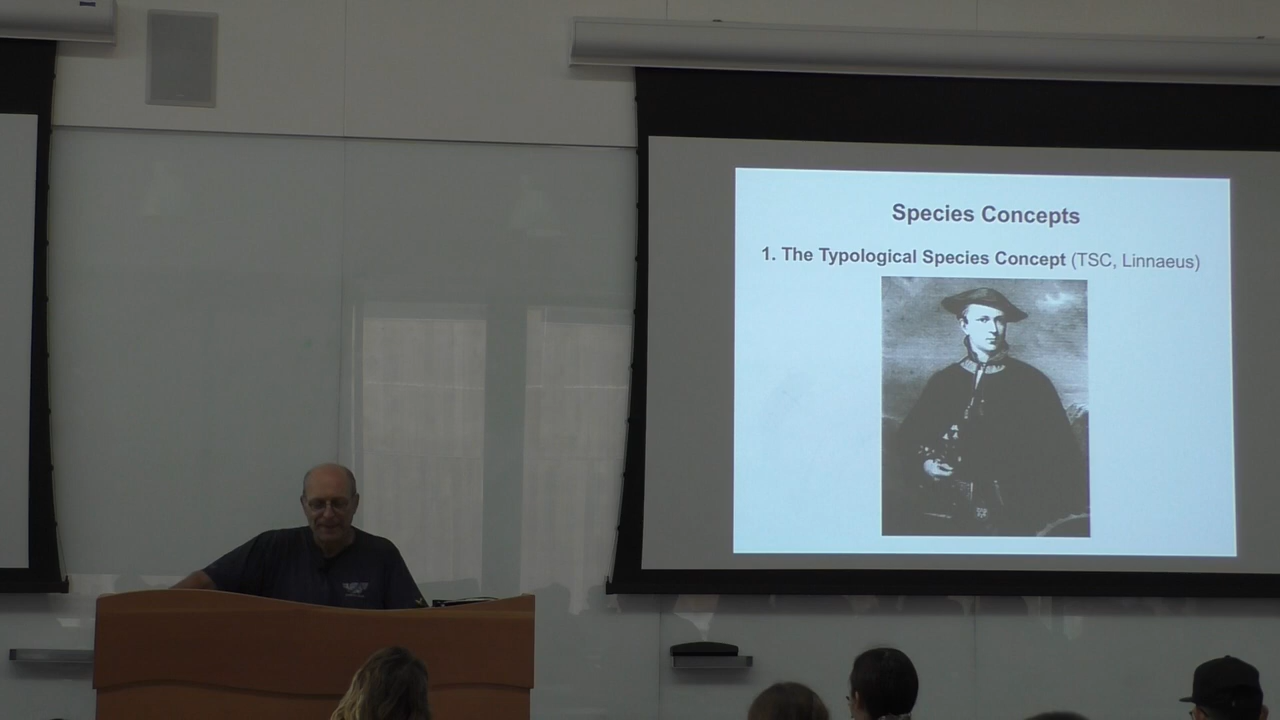 Species Concepts
1. The Typological Species Concept (TSC, Linnaeus)